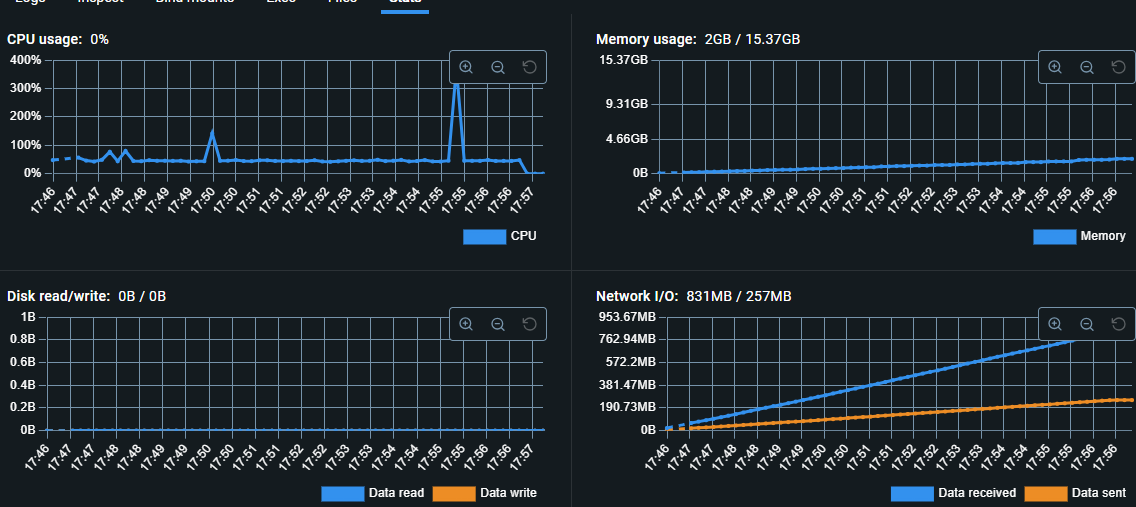 Logs Inspect Bind mounts Exec Files Stats
CPU usage: 0%
400%
300%
200%
100%
0%
17:46 17:47 17:47 17:48 17:48 17:49 17:49 17:50 17:50 17:51 17:51 17:52 17:52 17:53 17:53 17:54 17:54 17:55 17:55 17:56 17:56 17:57
CPU
Memory usage: 2GB / 15.37GB
15.37GB
9.31GB
4.66GB
0B
17:46 17:47 17:47 17:48 17:48 17:49 17:49 17:50 17:50 17:51 17:51 17:52 17:52 17:53 17:53 17:54 17:54 17:55 17:55 17:56 17:56
Memory
Disk read/write: 0B / 0B
1B
0.8B
0.6B
0.4B
0.2B
0B
17:46 17:47 17:47 17:48 17:48 17:49 17:49 17:50 17:50 17:51 17:51 17:52 17:52 17:53 17:53 17:54 17:54 17:55 17:55 17:56 17:56 17:57
Data read Data write
Network I/O: 831MB / 257MB
953.67MB
762.94MB
572.2MB
381.47MB
190.73MB
0B
17:46 17:47 17:47 17:48 17:48 17:49 17:49 17:50 17:50 17:51 17:51 17:52 17:52 17:53 17:53 17:54 17:54 17:55 17:55 17:56 17:56
Data received Data sent